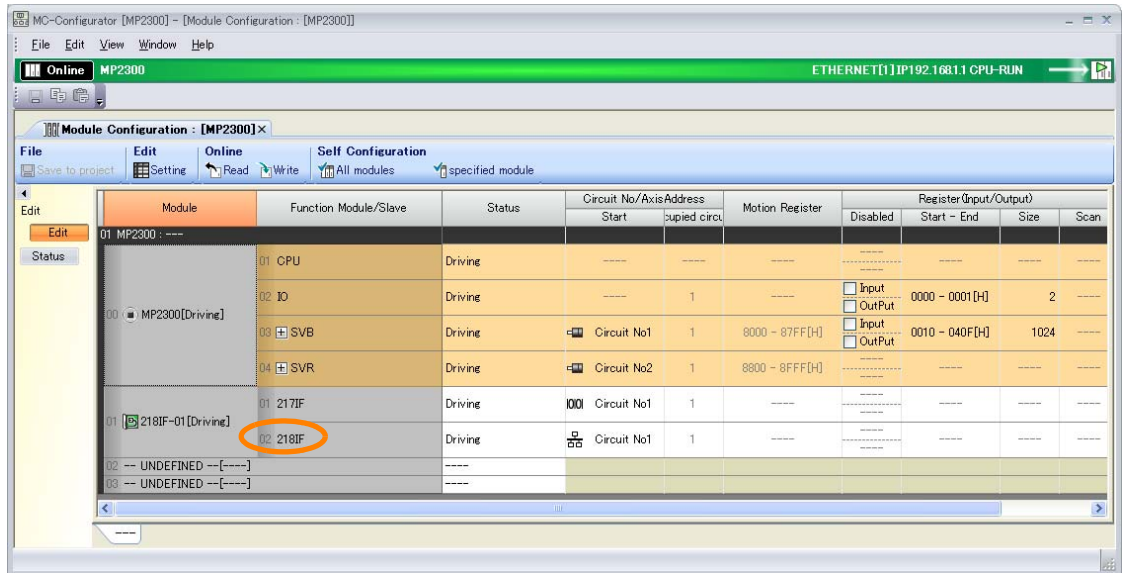 MC-Configurator [MP2300] - [Module Configuration : [MP2300]]
File Edit View Window Help
Online MP2300 ETHERNET[1] IP192.168.1.1 CPU-RUN
Module Configuration : [MP2300] ×
File Edit Online Self Configuration
Save to project Setting Read Write All modules specified module
Edit
Edit
Status
Module Function Module/Slave Status Circuit No/AxisAddress Motion Register Register(Input/Output)
Start cupied circu Disabled Start - End Size Scan
01 MP2300 : ---
00 MP2300[Driving]
01 CPU Driving ---- ---- ---- ---- ---- ---- ---- ----
02 IO Driving ---- 1 ---- Input OutPut 0000 - 0001[H] 2 ----
03 SVB Driving Circuit No1 1 8000 - 87FF[H] Input OutPut 0010 - 040F[H] 1024 ----
04 SVR Driving Circuit No2 1 8800 - 8FFF[H] ---- ---- ---- ---- ----
01 218IF-01[Driving]
01 217IF Driving Circuit No1 1 ---- ---- ---- ---- ---- ----
02 218IF Driving Circuit No1 1 ---- ---- ---- ---- ---- ----
02 -- UNDEFINED --[----] ----
03 -- UNDEFINED --[----] ----
---